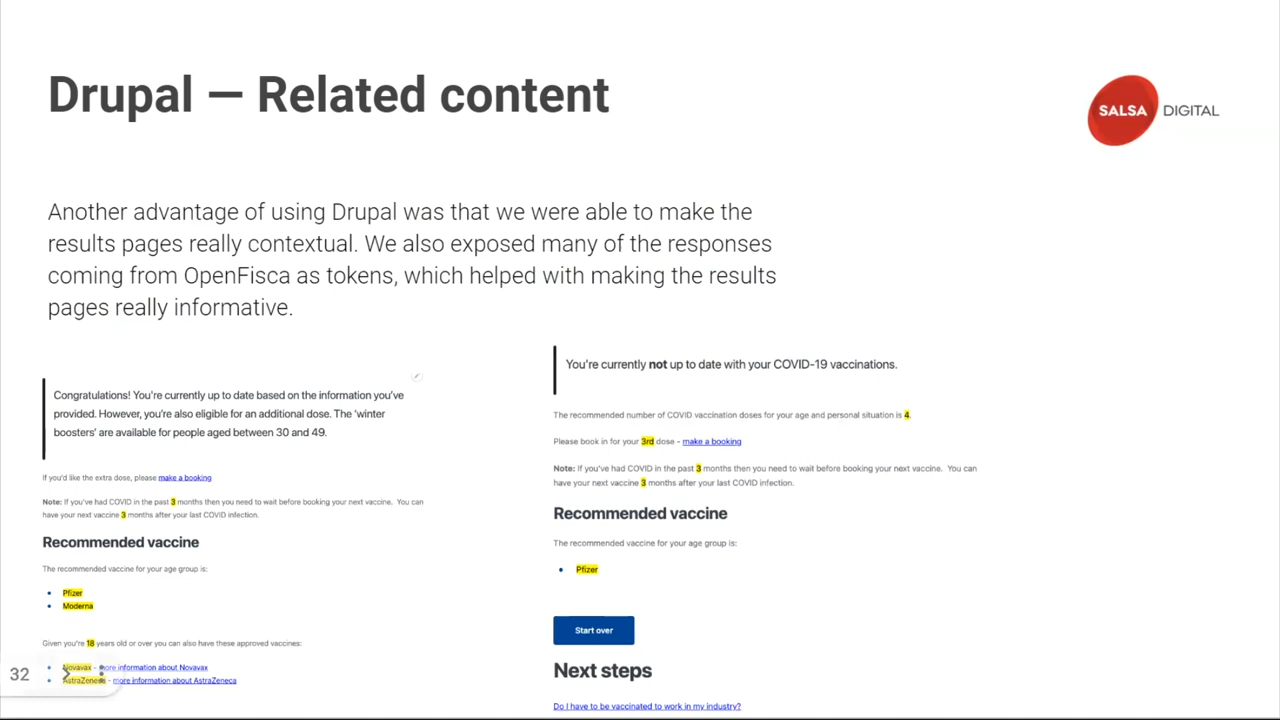 Drupal — Related content
SALSA DIGITAL
Another advantage of using Drupal was that we were able to make the
results pages really contextual. We also exposed many of the responses
coming from OpenFisca as tokens, which helped with making the results
pages really informative.
Congratulations! You're currently up to date based on the information you've
provided. However, you're also eligible for an additional dose. The 'winter
boosters' are available for people aged between 30 and 49.
If you'd like the extra dose, please make a booking
Note: If you've had COVID in the past 3 months then you need to wait before booking your next vaccine. You can
have your next vaccine 3 months after your last COVID infection.
Recommended vaccine
The recommended vaccine for your age group is:
• Pfizer
• Moderna
Given you're 18 years old or over you can also have these approved vaccines:
• Novavax - more information about Novavax
• AstraZeneca - more information about AstraZeneca
32
You're currently not up to date with your COVID-19 vaccinations.
The recommended number of COVID vaccination doses for your age and personal situation is 4.
Please book in for your 3rd dose - make a booking
Note: If you've had COVID in the past 3 months then you need to wait before booking your next vaccine. You can
have your next vaccine 3 months after your last COVID infection.
Recommended vaccine
The recommended vaccine for your age group is:
• Pfizer
Start over
Next steps
Do I have to be vaccinated to work in my industry?